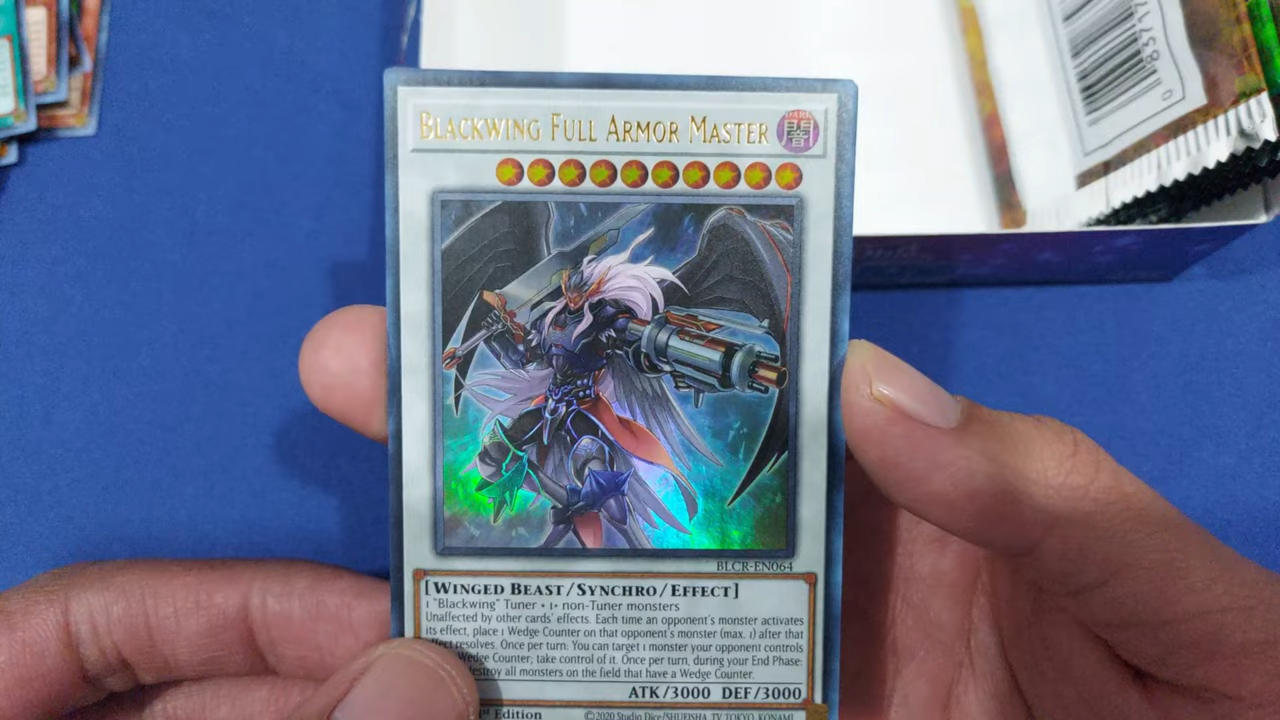 Blackwing Full Armor Master
DARK
闇
BLCR-EN064
[Winged Beast/Synchro/Effect]
1 "Blackwing" Tuner + 1+ non-Tuner monsters
Unaffected by other cards' effects. Each time an opponent's monster activates
its effect, place 1 Wedge Counter on that opponent's monster (max. 1) after that
resolves. Once per turn: You can target 1 monster your opponent controls
Wedge Counter; take control of it. Once per turn, during your End Phase:
destroy all monsters on the field that have a Wedge Counter.
ATK/3000 DEF/3000
1st Edition
©2020 Studio Dice/SHUEISHA, TV TOKYO, KONAMI
0 83717